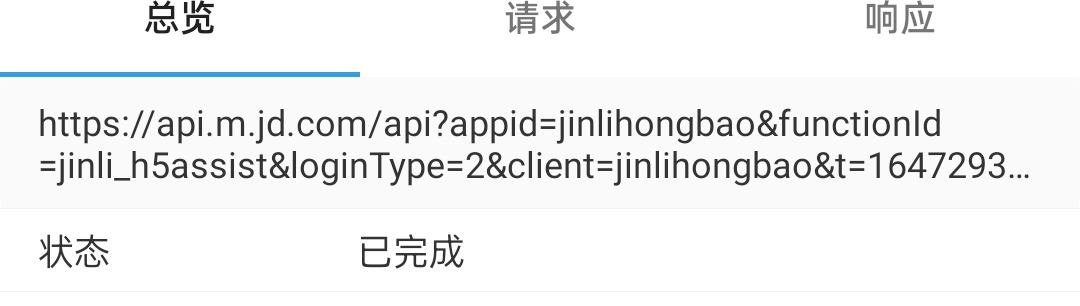 总览 请求 响应
https://api.m.jd.com/api?appid=jinlihongbao&functionId
=jinli_h5assist&loginType=2&client=jinlihongbao&t=1647293...
状态 已完成